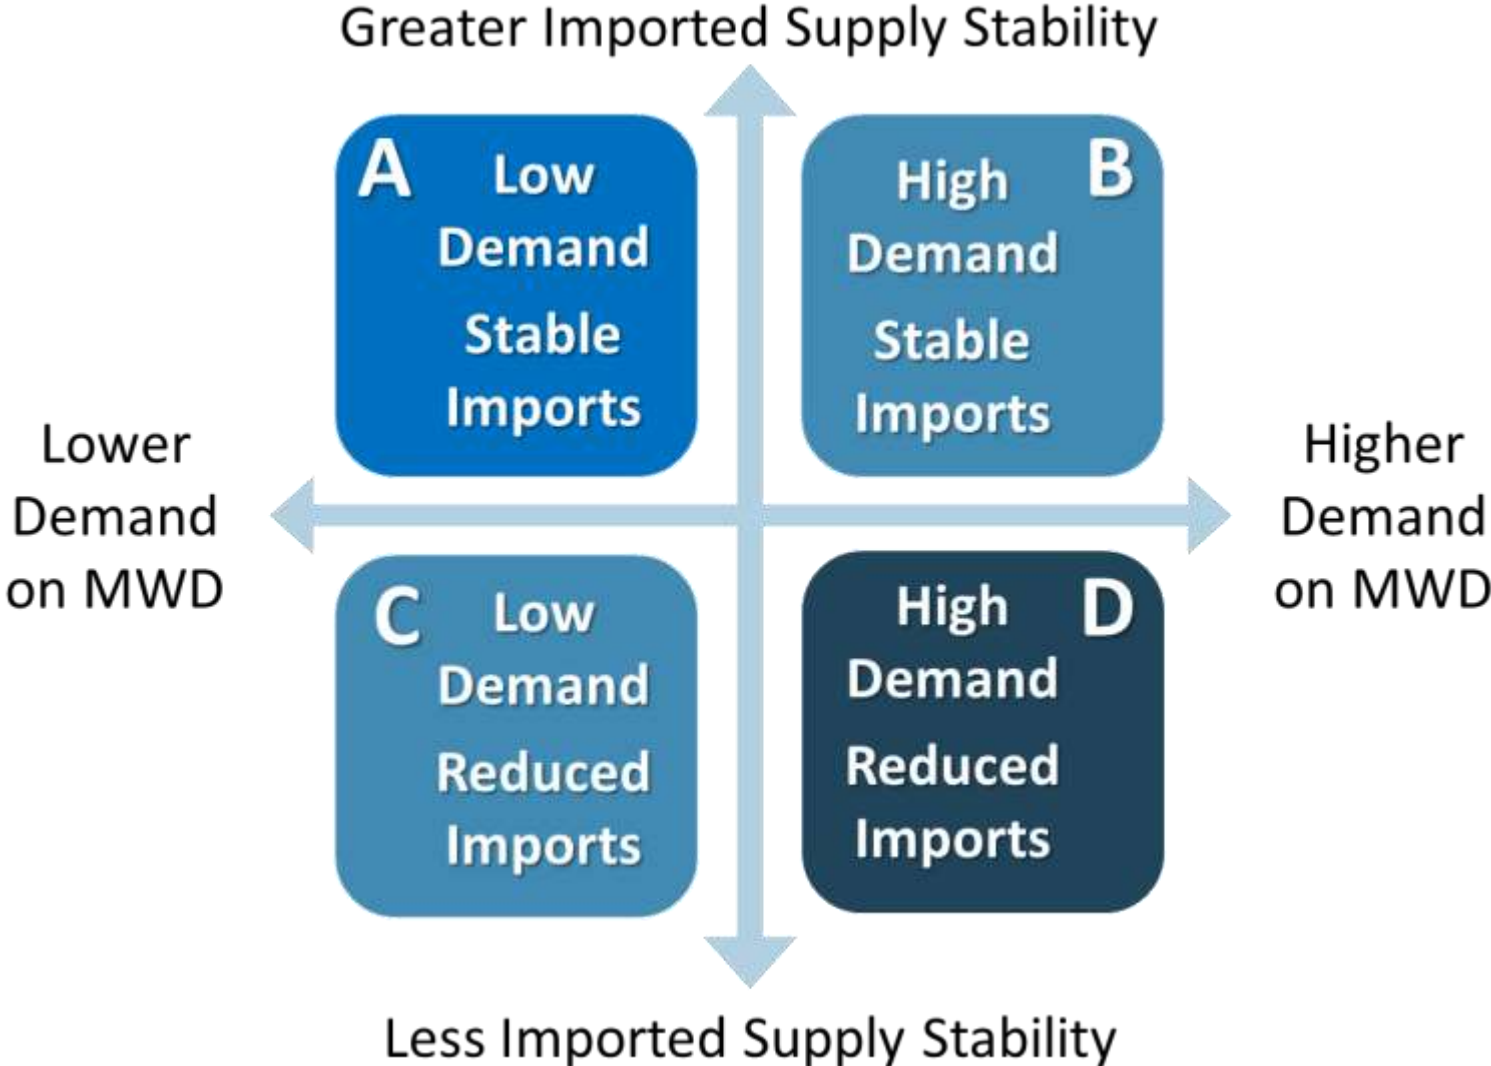 Greater Imported Supply Stability
A
Low
Demand
Stable
Imports
B
High
Demand
Stable
Imports
Lower
Demand
on MWD
Higher
Demand
on MWD
C
Low
Demand
Reduced
Imports
D
High
Demand
Reduced
Imports
Less Imported Supply Stability